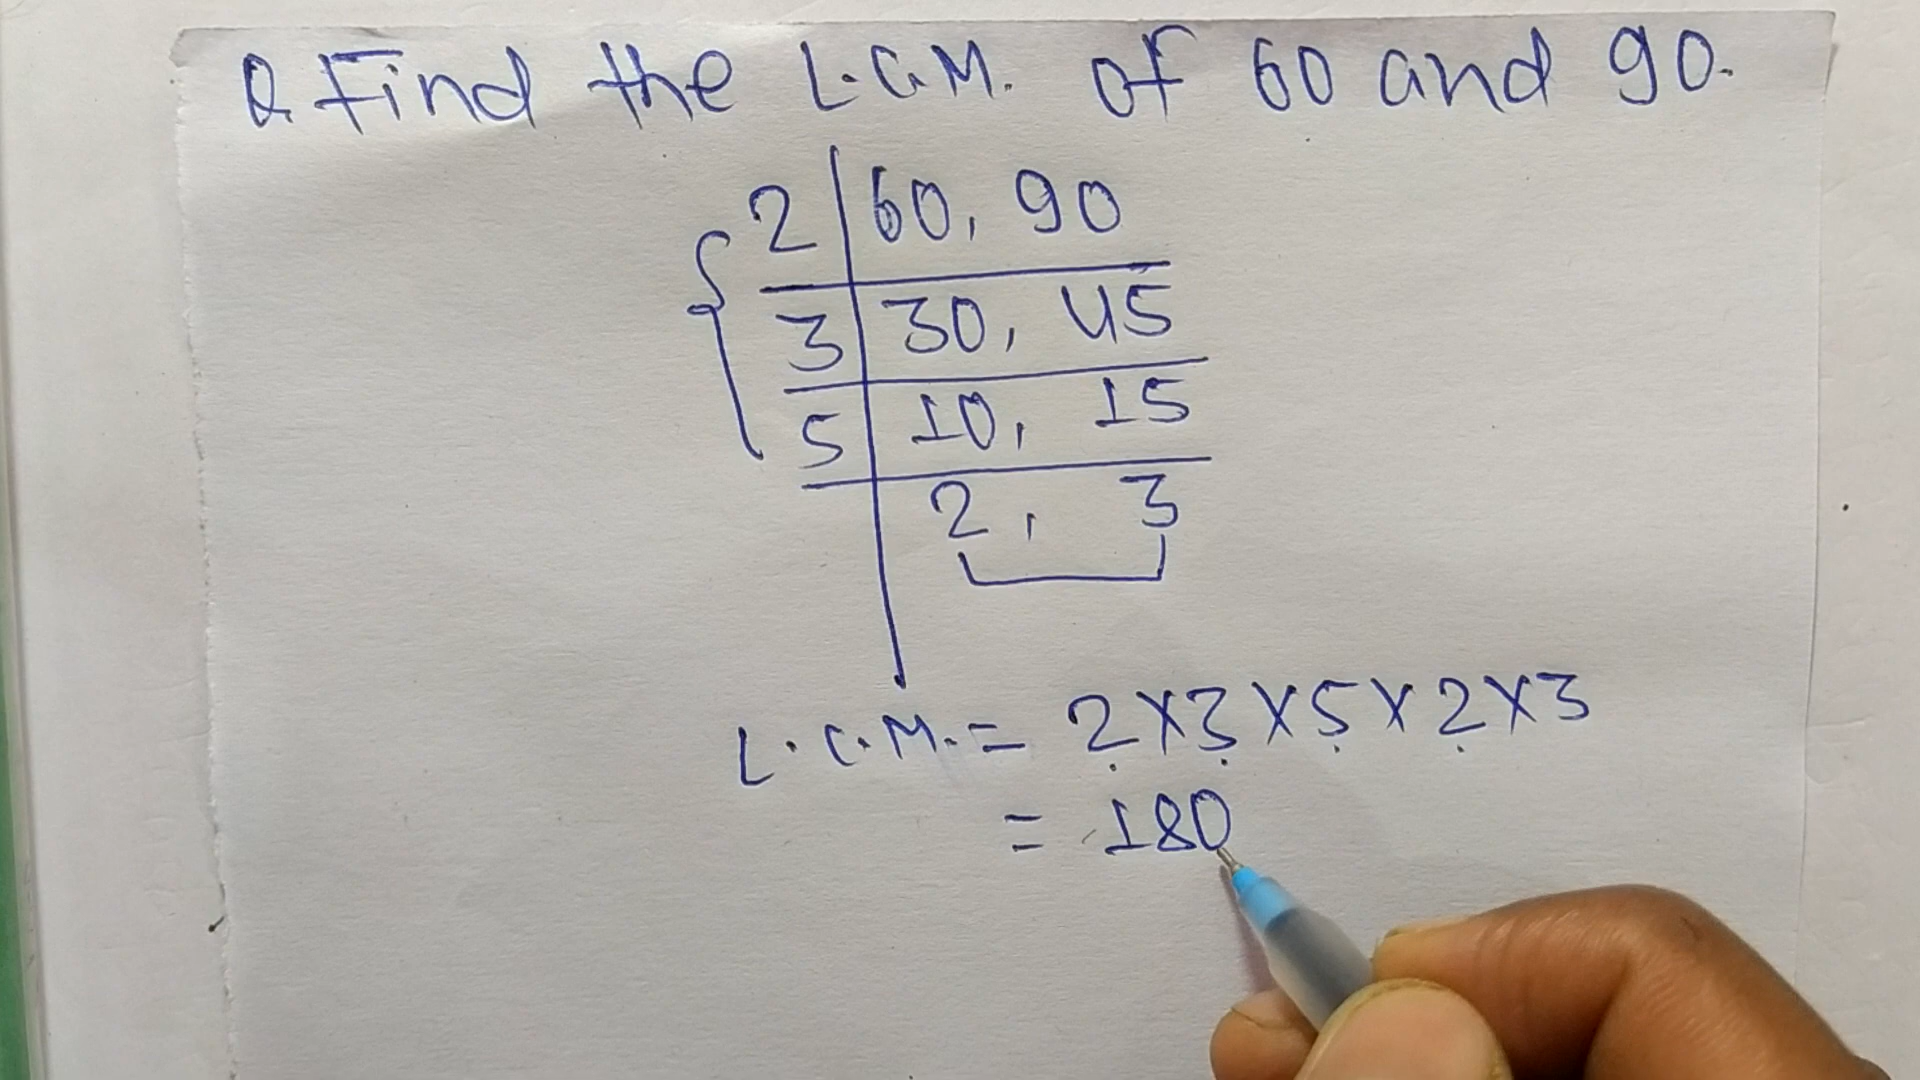 Q. Find the L.C.M. of 60 and 90.
2 | 60, 90
3 | 30, 45
5 | 10, 15
2, 3
L.C.M. = 2×3×5×2×3
= 180